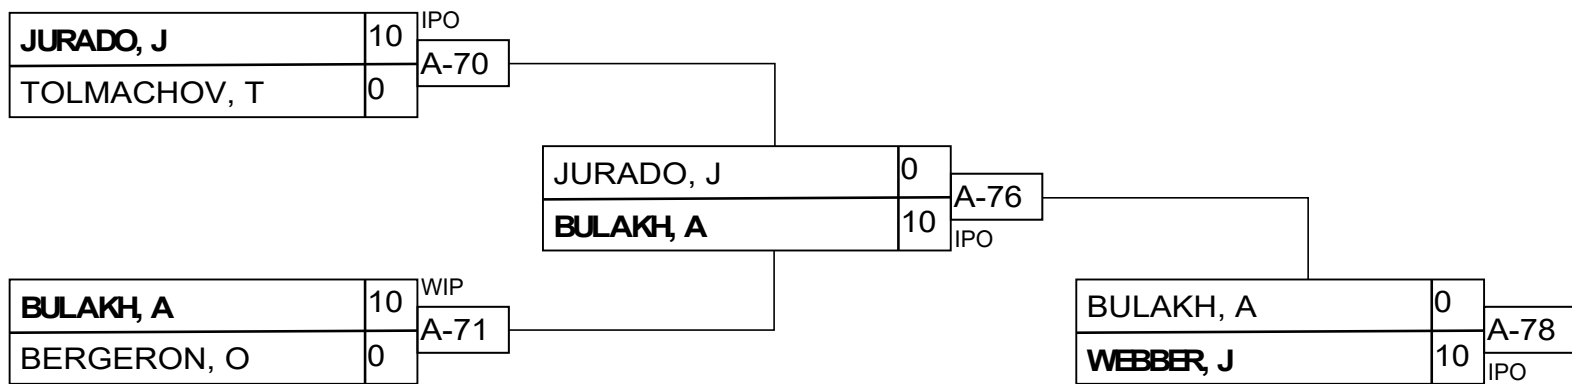 JURADO, J 10 IPO
A-70
TOLMACHOV, T 0
JURADO, J 0
A-76
BULAKH, A 10 IPO
BULAKH, A 10 WIP
A-71
BERGERON, O 0
BULAKH, A 0
A-78
WEBBER, J 10 IPO